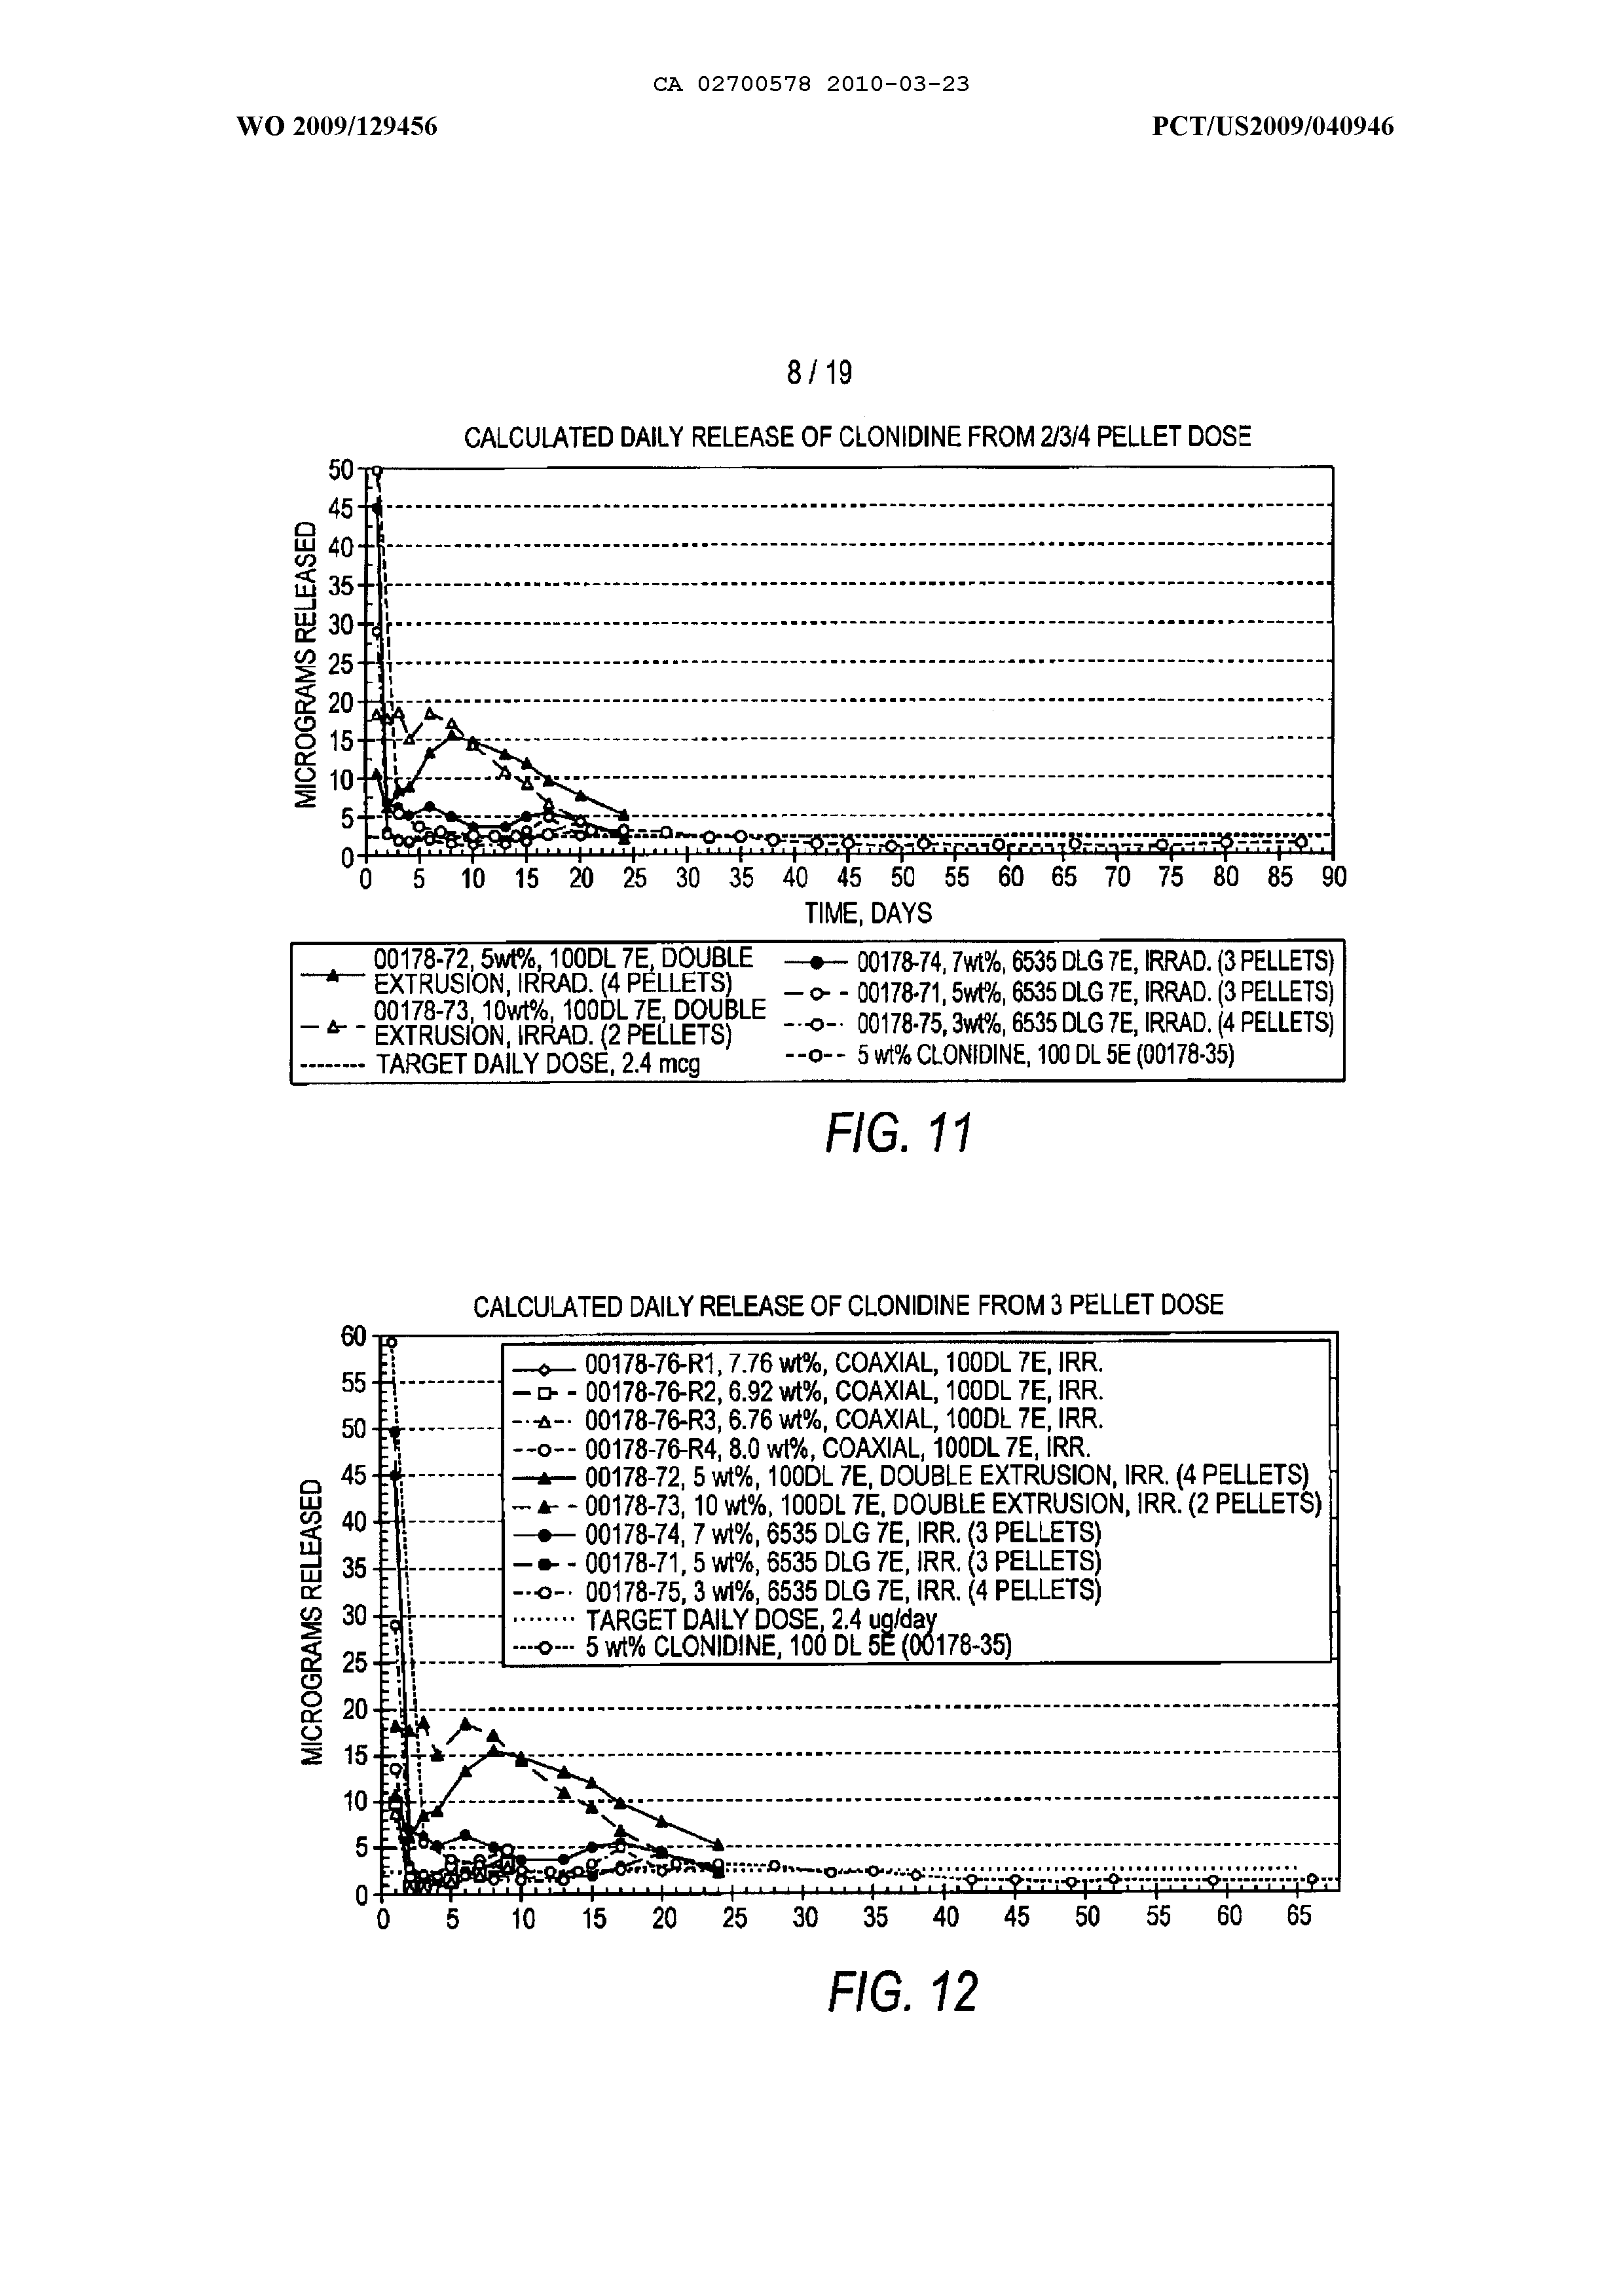 CA 02700578 2010-03-23
WO 2009/129456
PCT/US2009/040946
8 / 19
CALCULATED DAILY RELEASE OF CLONIDINE FROM 2/3/4 PELLET DOSE
MICROGRAMS RELEASED
50
45
40
35
30
25
20
15
10
5
0
0 5 10 15 20 25 30 35 40 45 50 55 60 65 70 75 80 85 90
TIME, DAYS
00178-72, 5wt%, 100DL 7E, DOUBLE
EXTRUSION, IRRAD. (4 PELLETS)
00178-73, 10wt%, 100DL 7E, DOUBLE
EXTRUSION, IRRAD. (2 PELLETS)
TARGET DAILY DOSE, 2.4 mcg
00178-74, 7wt%, 6535 DLG 7E, IRRAD. (3 PELLETS)
00178-71, 5wt%, 6535 DLG 7E, IRRAD. (3 PELLETS)
00178-75, 3wt%, 6535 DLG 7E, IRRAD. (4 PELLETS)
5 wt% CLONIDINE, 100 DL 5E (00178-35)
FIG. 11
CALCULATED DAILY RELEASE OF CLONIDINE FROM 3 PELLET DOSE
MICROGRAMS RELEASED
60
55
50
45
40
35
30
25
20
15
10
5
0
00178-76-R1, 7.76 wt%, COAXIAL, 100DL 7E, IRR.
00178-76-R2, 6.92 wt%, COAXIAL, 100DL 7E, IRR.
00178-76-R3, 6.76 wt%, COAXIAL, 100DL 7E, IRR.
00178-76-R4, 8.0 wt%, COAXIAL, 100DL 7E, IRR.
00178-72, 5 wt%, 100DL 7E, DOUBLE EXTRUSION, IRR. (4 PELLETS)
00178-73, 10 wt%, 100DL 7E, DOUBLE EXTRUSION, IRR. (2 PELLETS)
00178-74, 7 wt%, 6535 DLG 7E, IRR. (3 PELLETS)
00178-71, 5 wt%, 6535 DLG 7E, IRR. (3 PELLETS)
00178-75, 3 wt%, 6535 DLG 7E, IRR. (4 PELLETS)
TARGET DAILY DOSE, 2.4 ug/day
5 wt% CLONIDINE, 100 DL 5E (00178-35)
0 5 10 15 20 25 30 35 40 45 50 55 60 65
FIG. 12